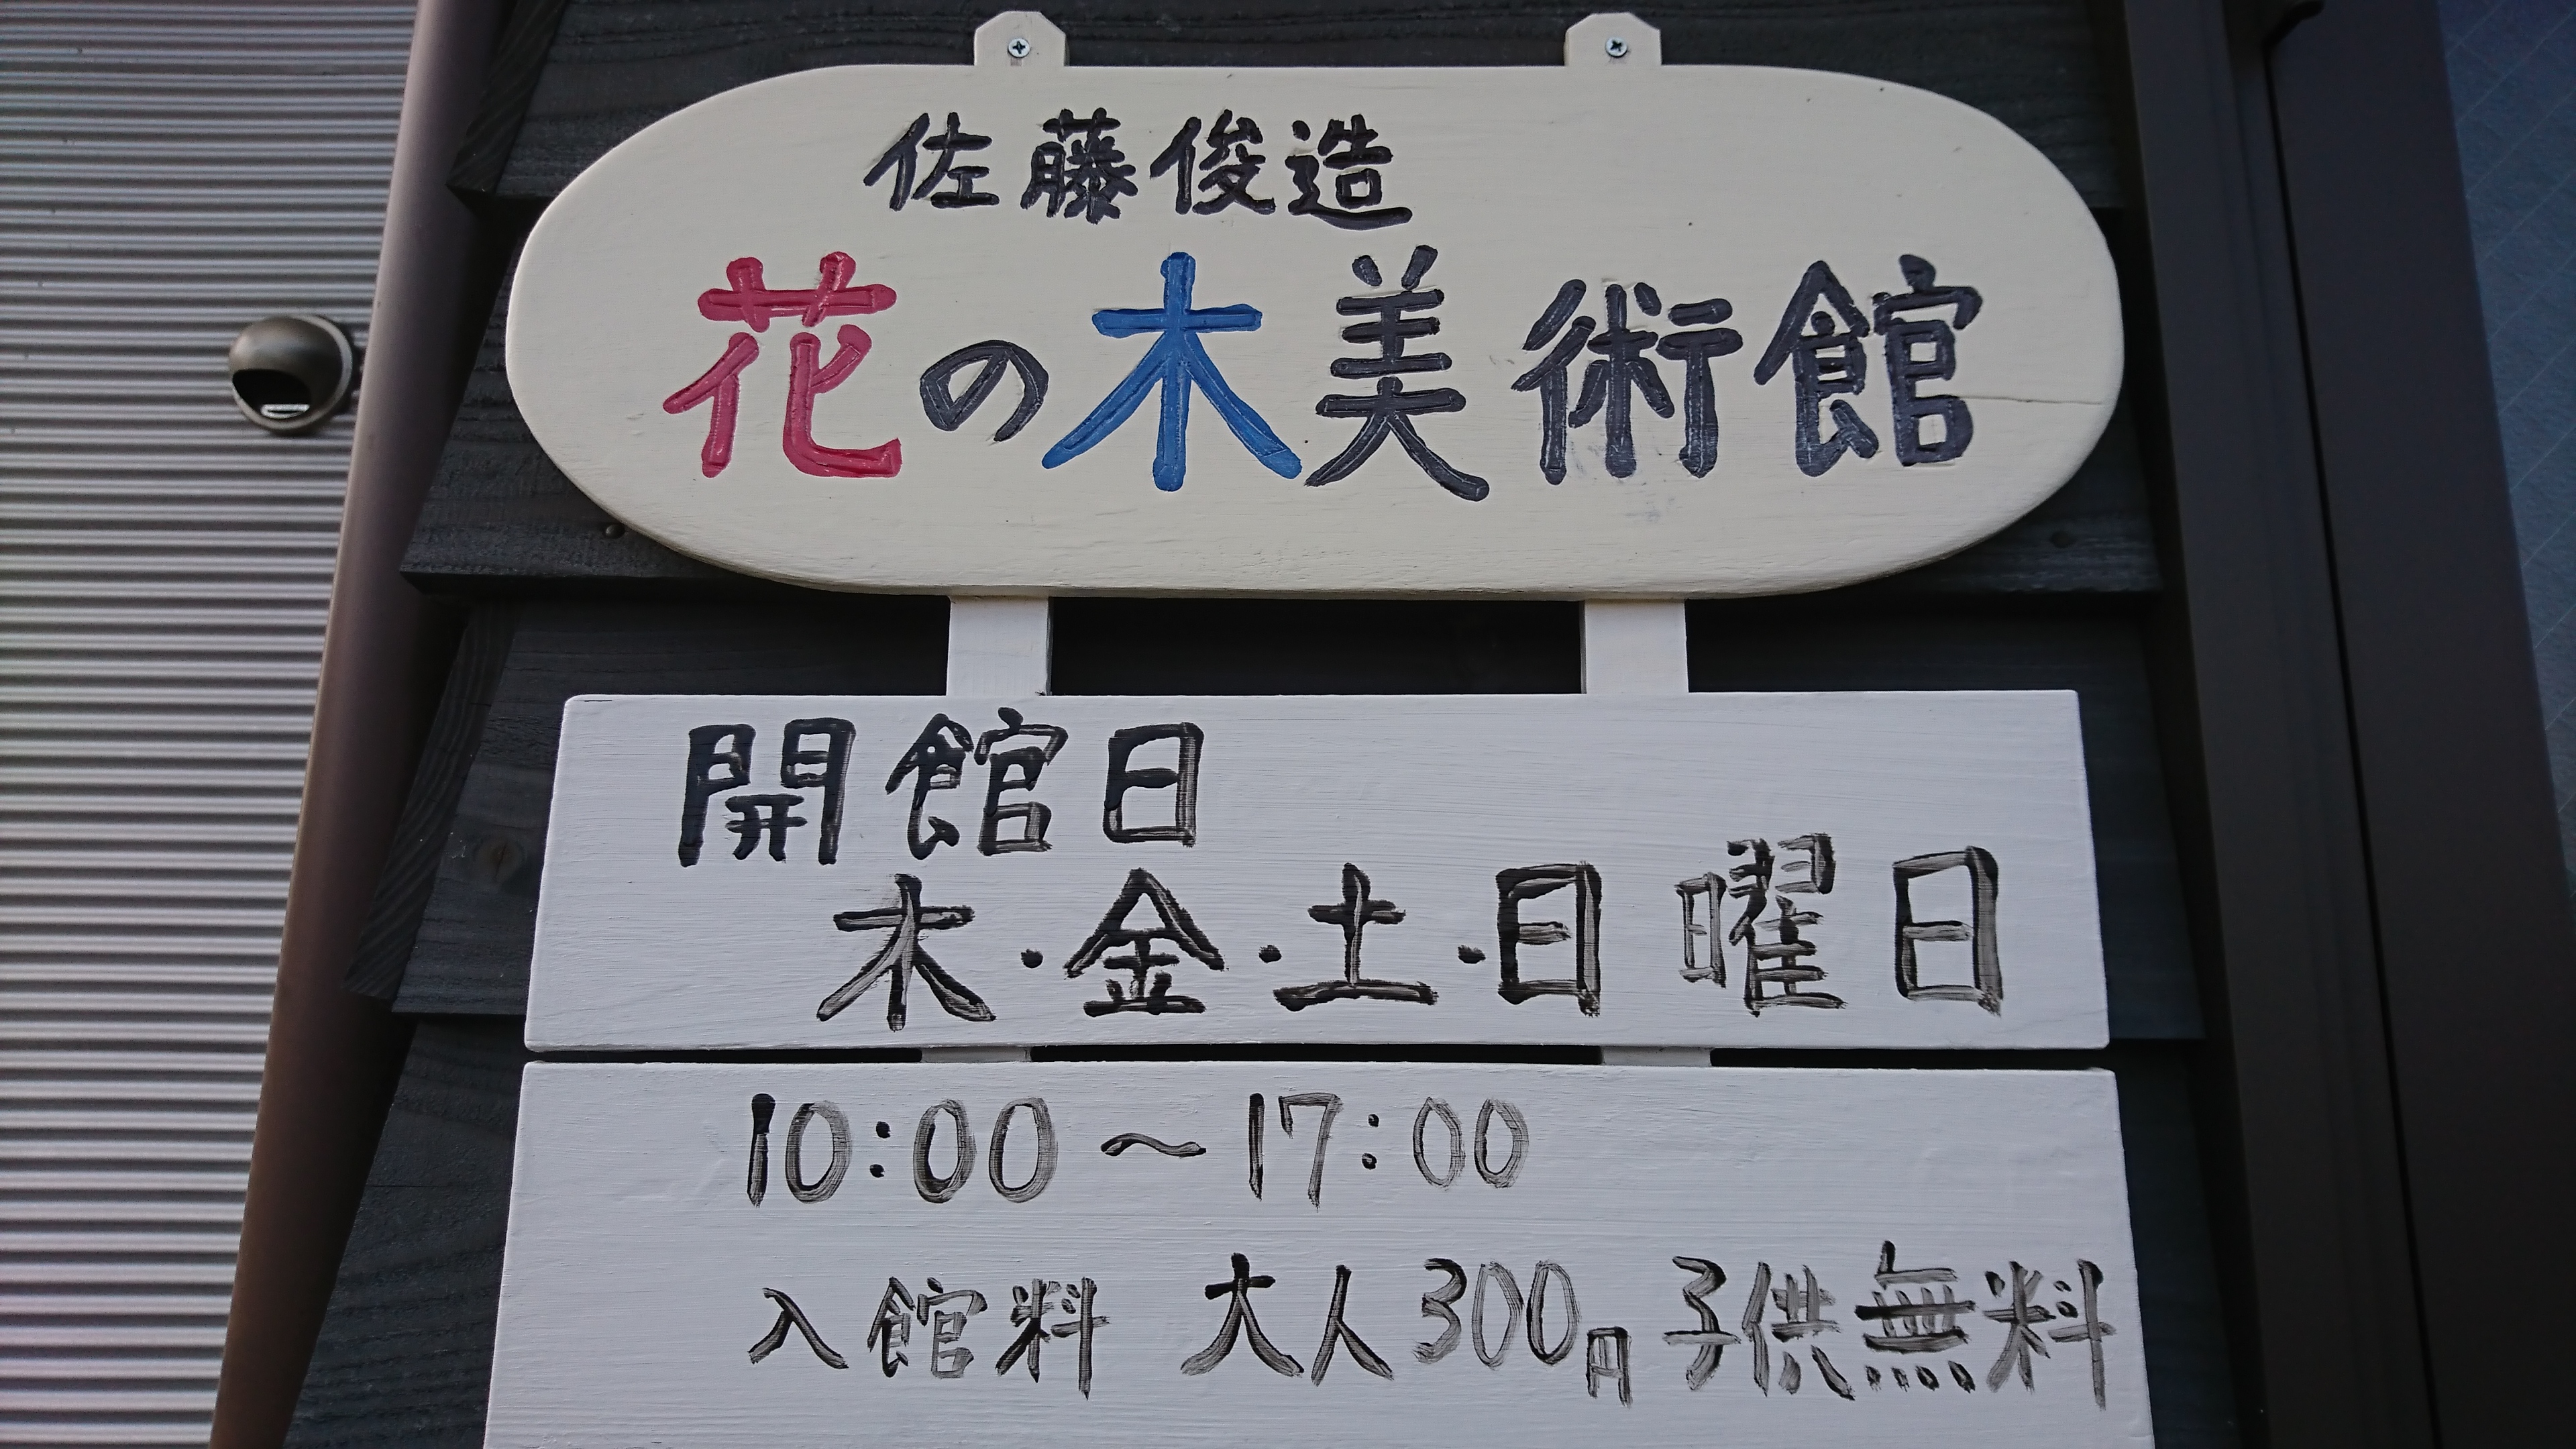 佐藤俊造
花の木美術館
開館日
木・金・土・日曜日
10:00～17:00
入館料 大人300円 子供無料